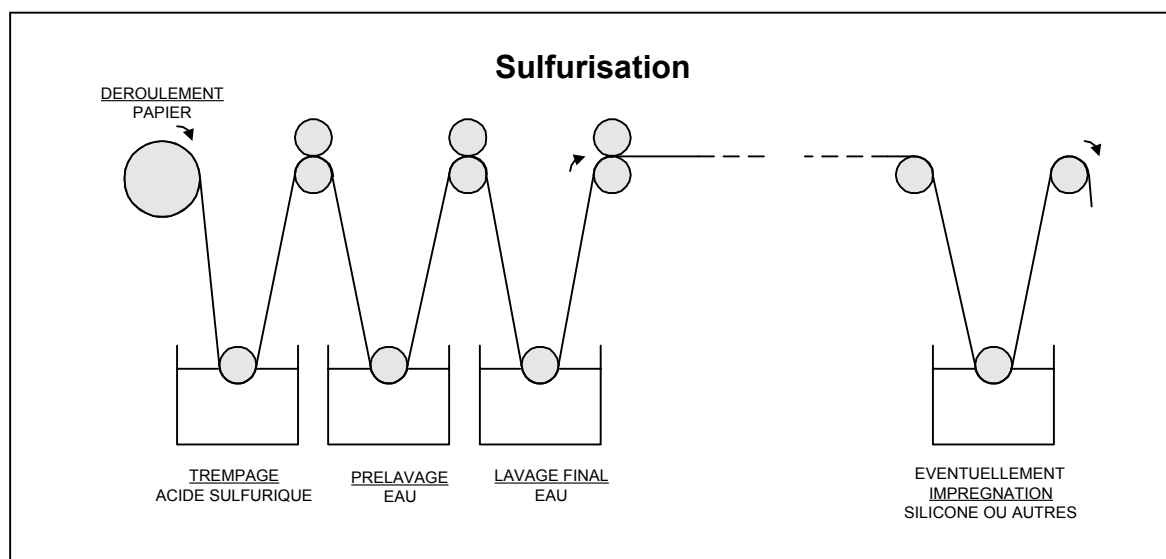 Sulfurisation
DEROULEMENT
PAPIER
TREMPAGE
ACIDE SULFURIQUE
PRELAVAGE
EAU
LAVAGE FINAL
EAU
EVENTUELLEMENT
IMPREGNATION
SILICONE OU AUTRES